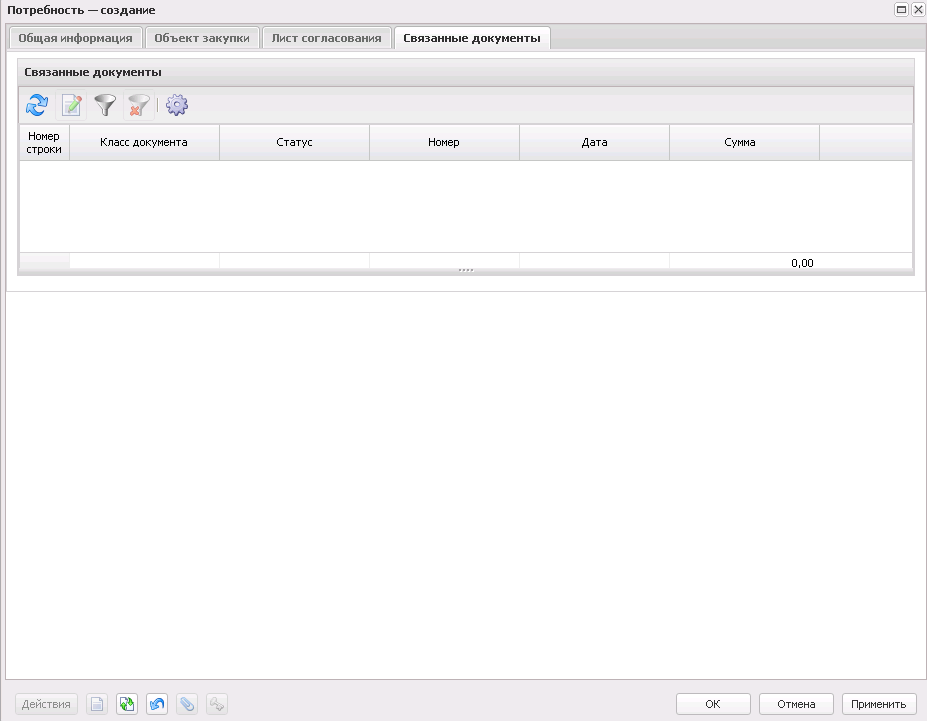 Потребность — создание
Общая информация
Объект закупки
Лист согласования
Связанные документы
Связанные документы
Номер
строки
Класс документа
Статус
Номер
Дата
Сумма
0,00
Действия
OK
Отмена
Применить